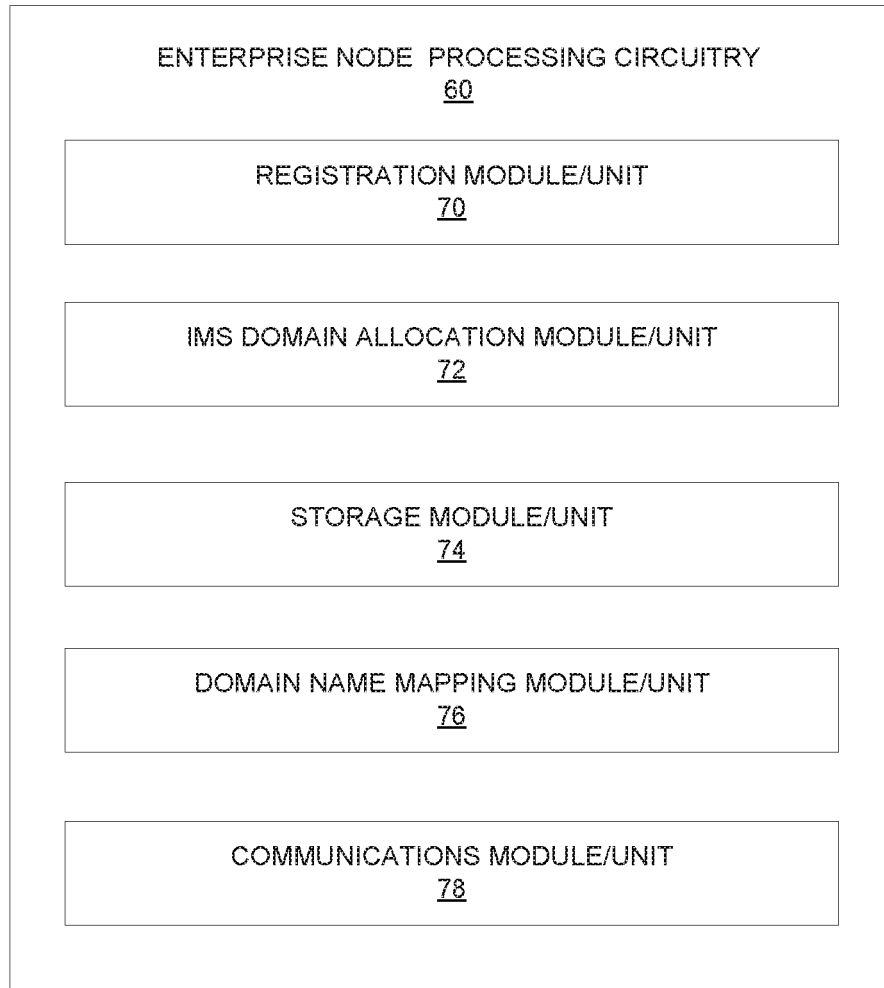 ENTERPRISE NODE PROCESSING CIRCUITRY
60
REGISTRATION MODULE/UNIT
70
IMS DOMAIN ALLOCATION MODULE/UNIT
72
STORAGE MODULE/UNIT
74
DOMAIN NAME MAPPING MODULE/UNIT
76
COMMUNICATIONS MODULE/UNIT
78